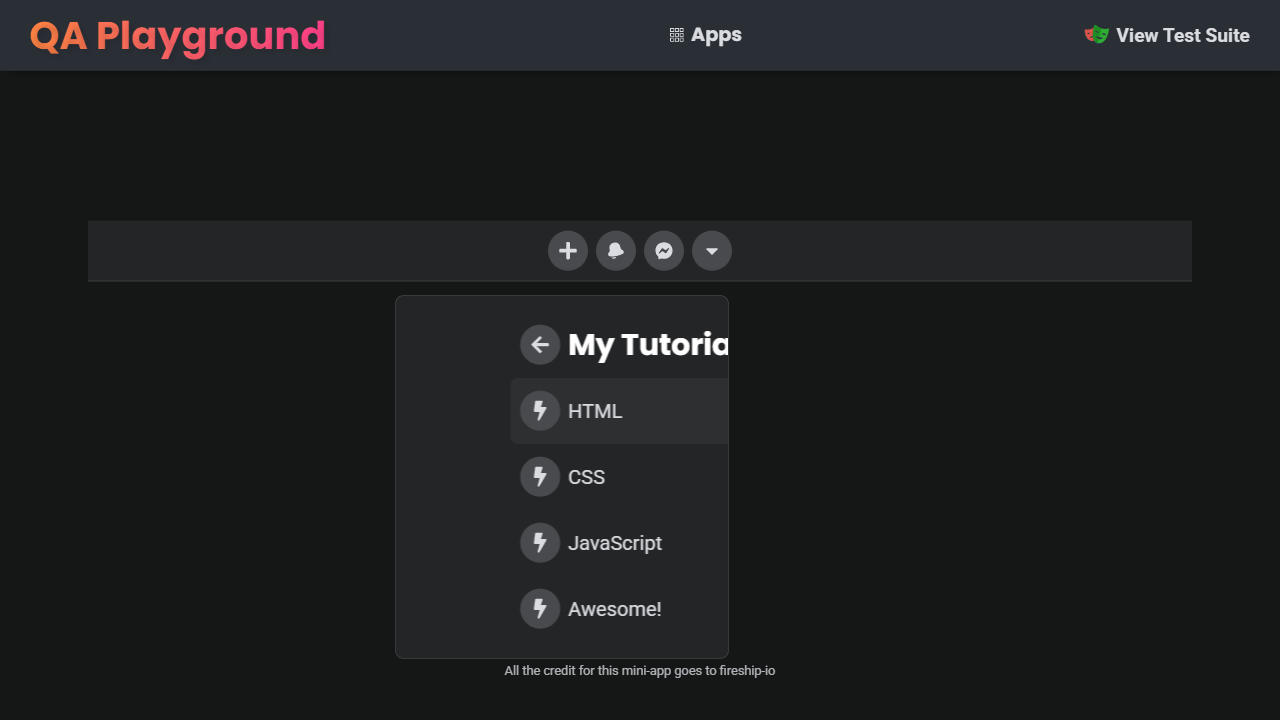 QA Playground
Apps
View Test Suite
My Tutoria
HTML
CSS
JavaScript
Awesome!
All the credit for this mini-app goes to fireship-io